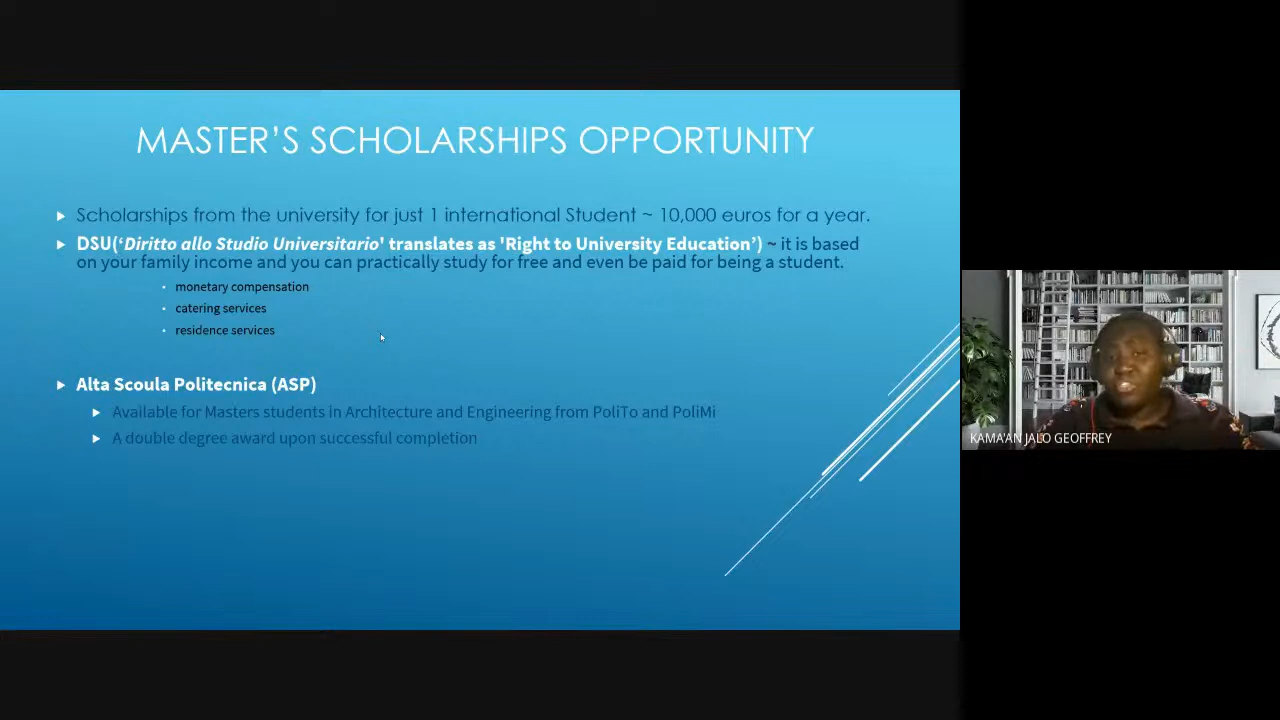 MASTER'S SCHOLARSHIPS OPPORTUNITY
Scholarships from the university for just 1 international Student ~ 10,000 euros for a year.
DSU('Diritto allo Studio Universitario' translates as 'Right to University Education') ~ it is based
on your family income and you can practically study for free and even be paid for being a student.
monetary compensation
catering services
residence services
Alta Scoula Politecnica (ASP)
Available for Masters students in Architecture and Engineering from PoliTo and PoliMi
A double degree award upon successful completion
KAMA'AN JALO GEOFFREY